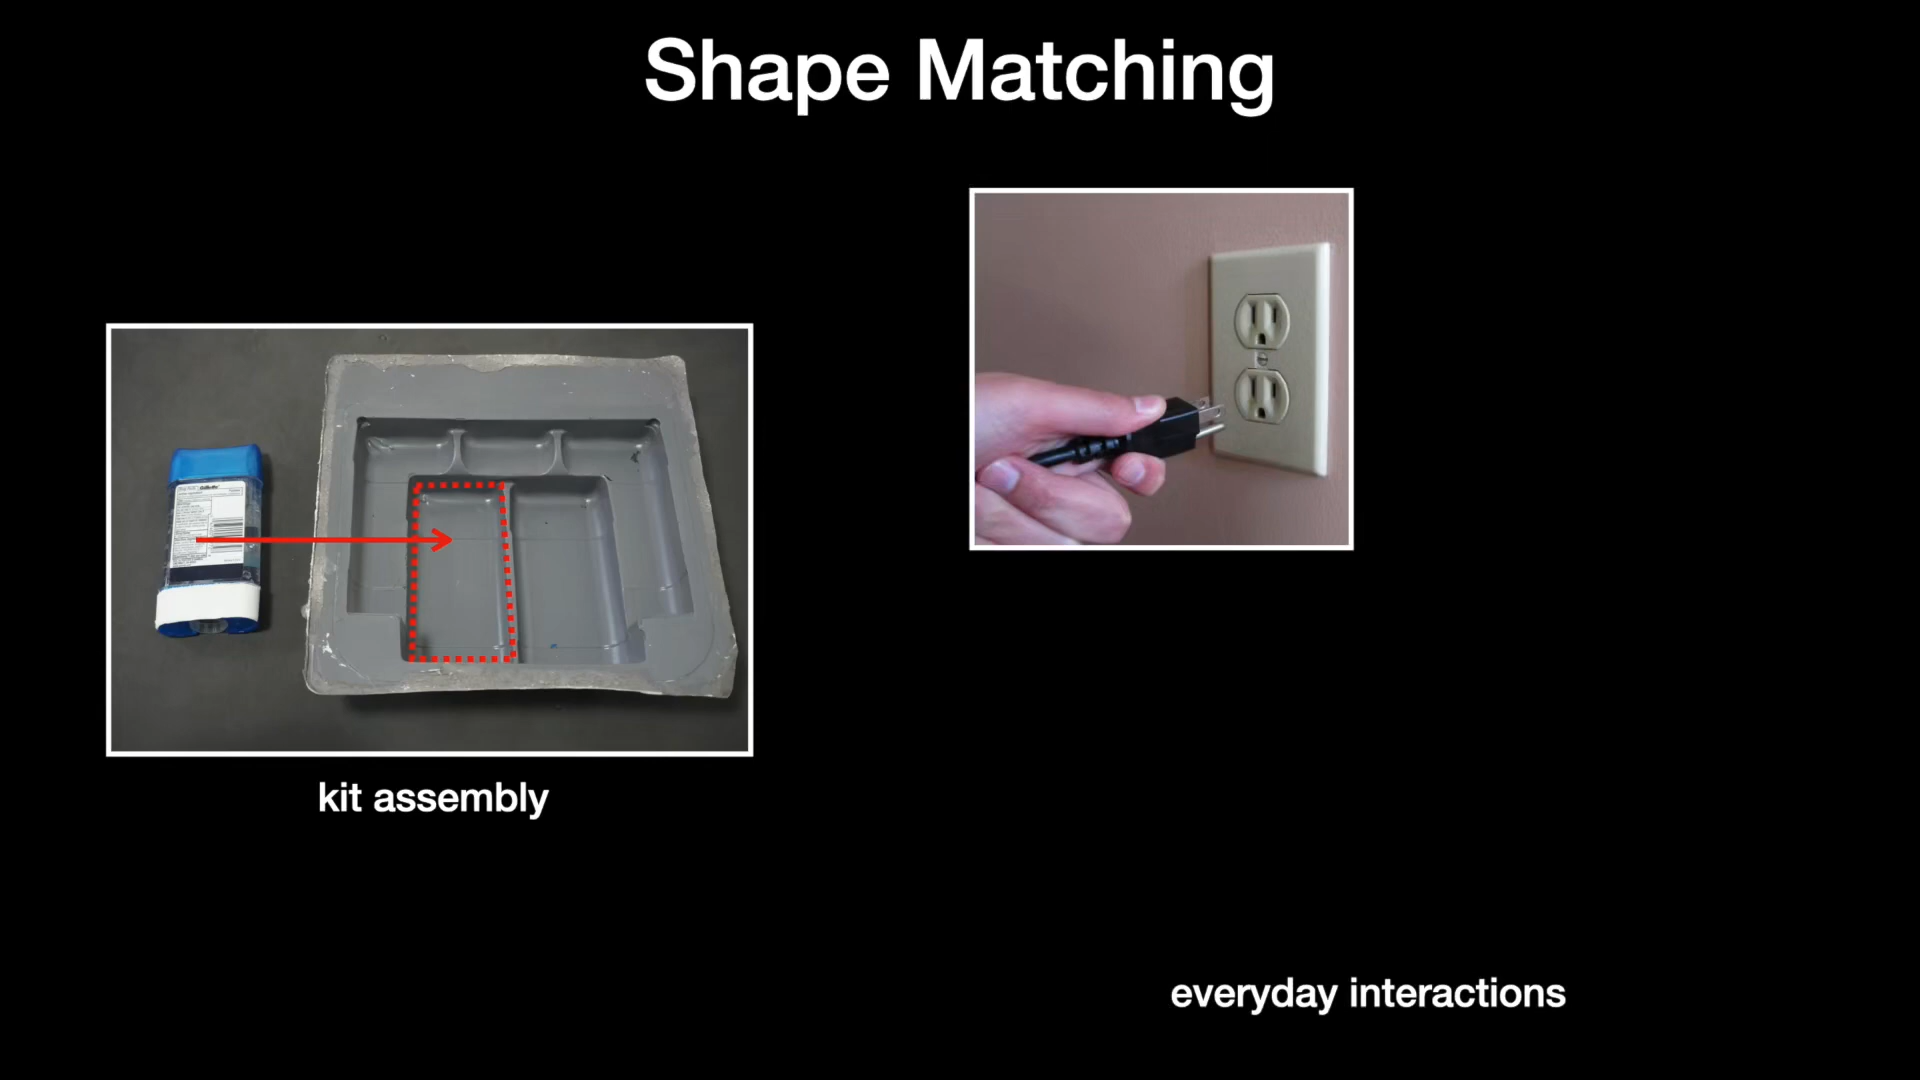 Shape Matching
kit assembly
everyday interactions